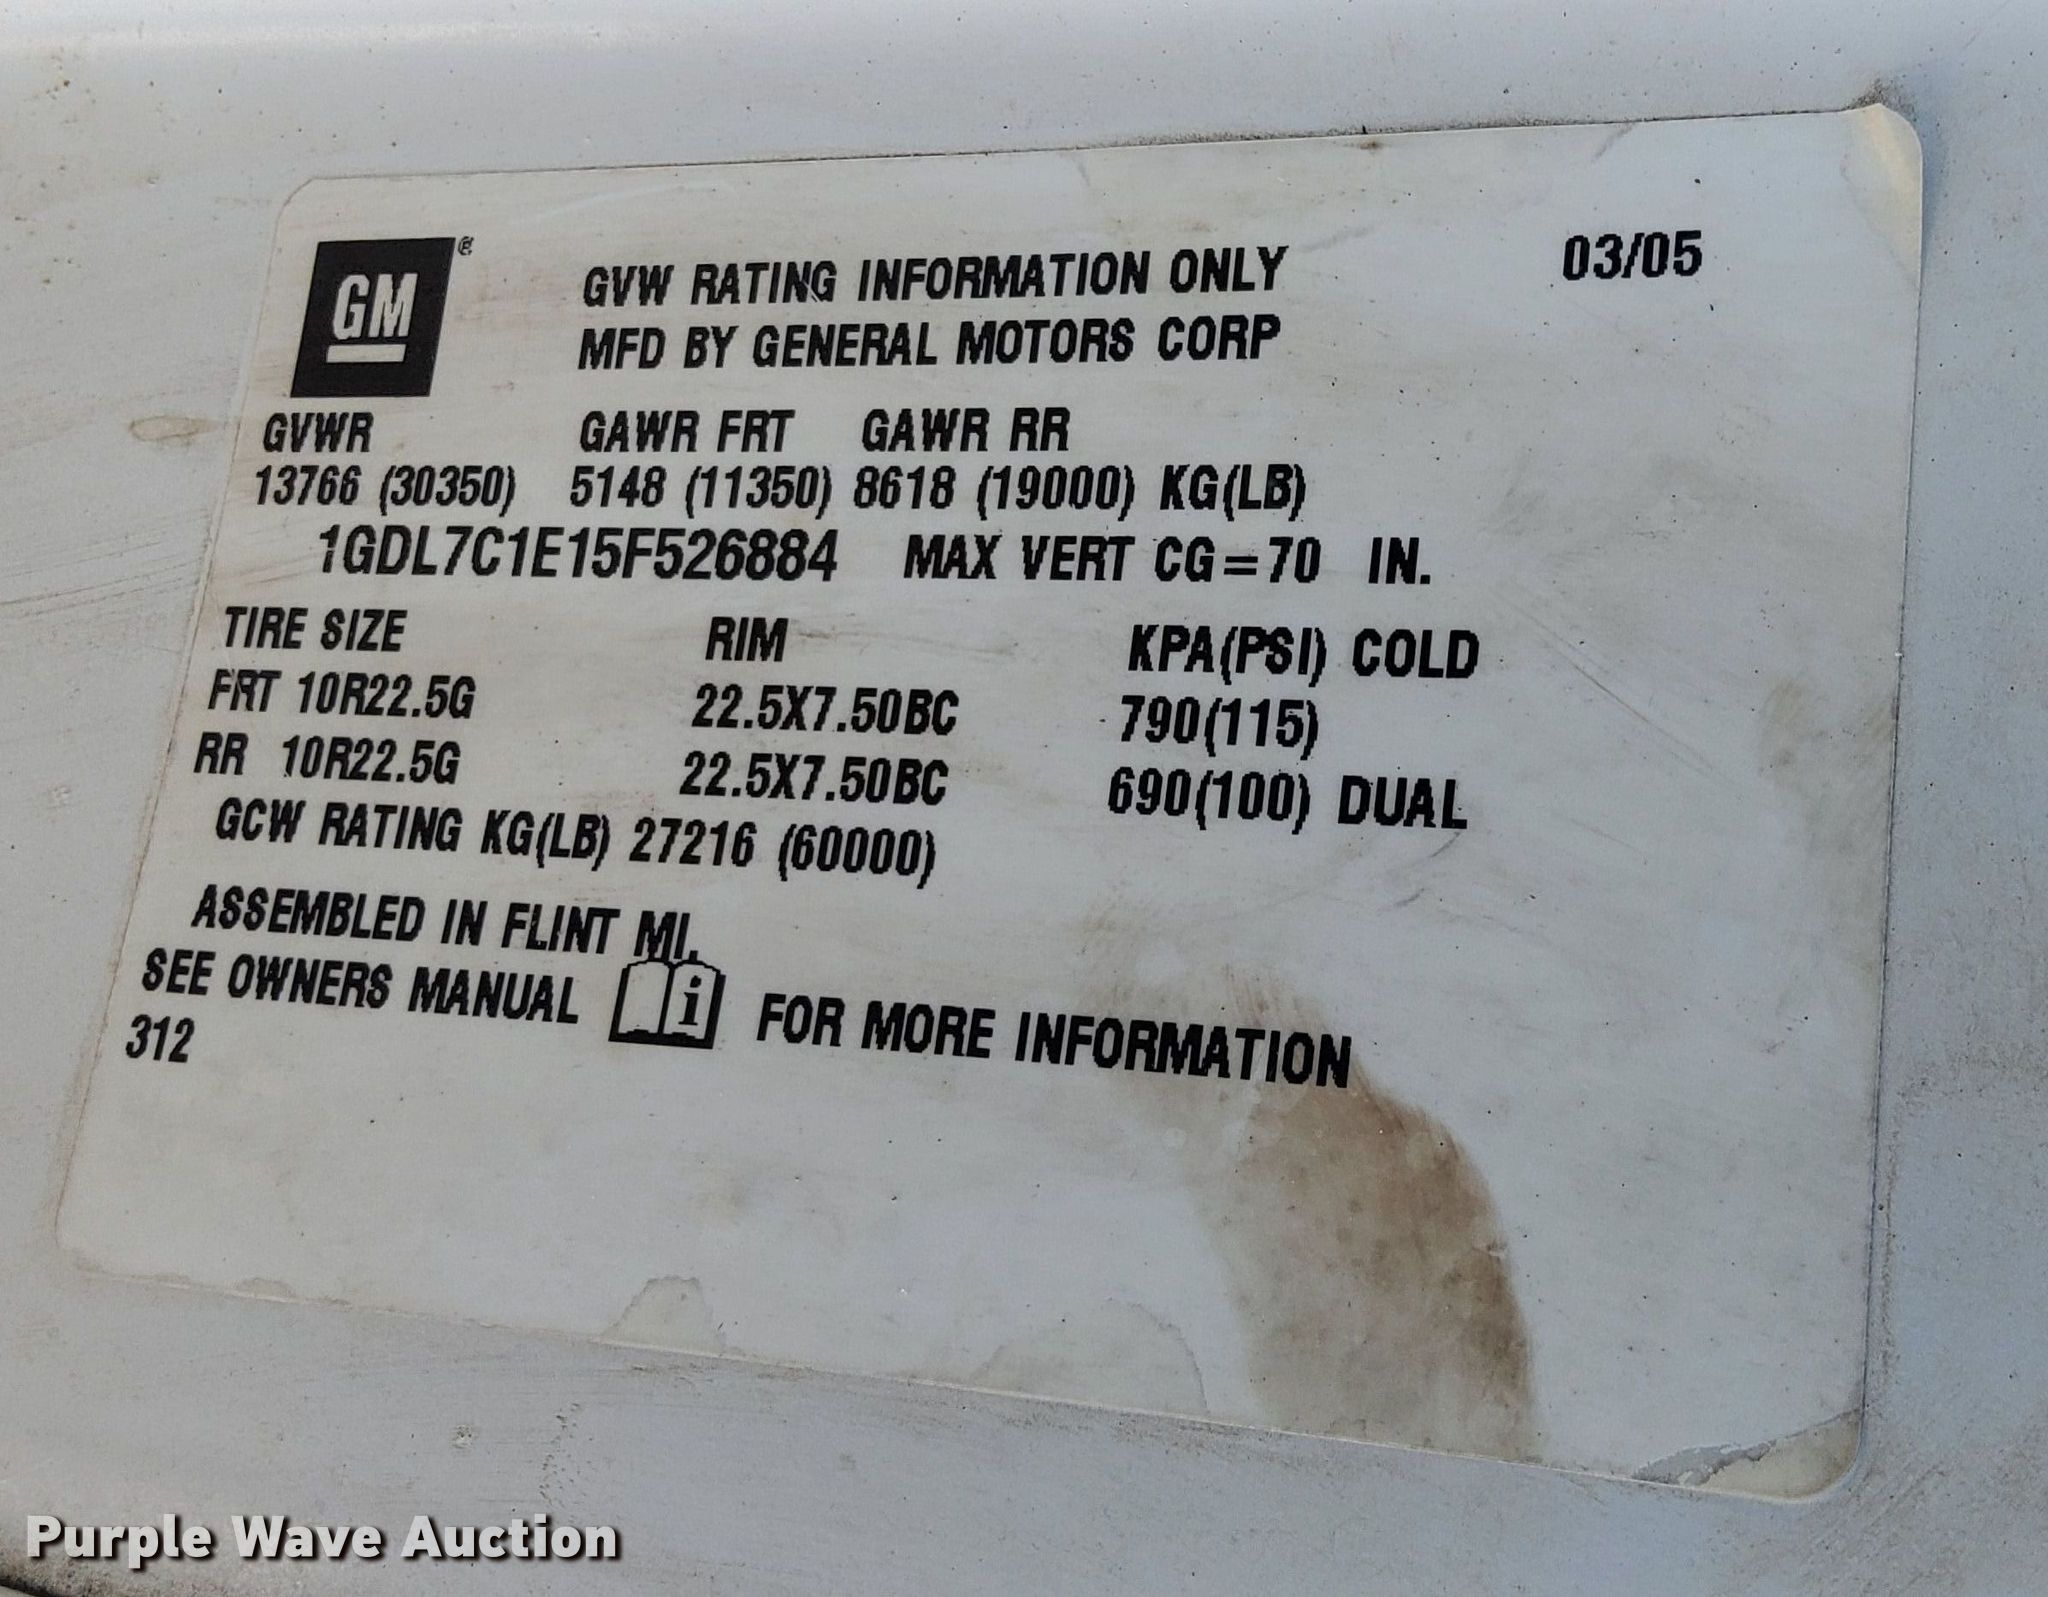 GM®
GVW RATING INFORMATION ONLY 03/05
MFD BY GENERAL MOTORS CORP
GVWR GAWR FRT GAWR RR
13766 (30350) 5148 (11350) 8618 (19000) KG(LB)
1GDL7C1E15F526884 MAX VERT CG=70 IN.
TIRE SIZE RIM KPA(PSI) COLD
FRT 10R22.5G 22.5X7.50BC 790(115)
RR 10R22.5G 22.5X7.50BC 690(100) DUAL
GCW RATING KG(LB) 27216 (60000)
ASSEMBLED IN FLINT MI.
SEE OWNERS MANUAL i FOR MORE INFORMATION
312
Purple Wave Auction